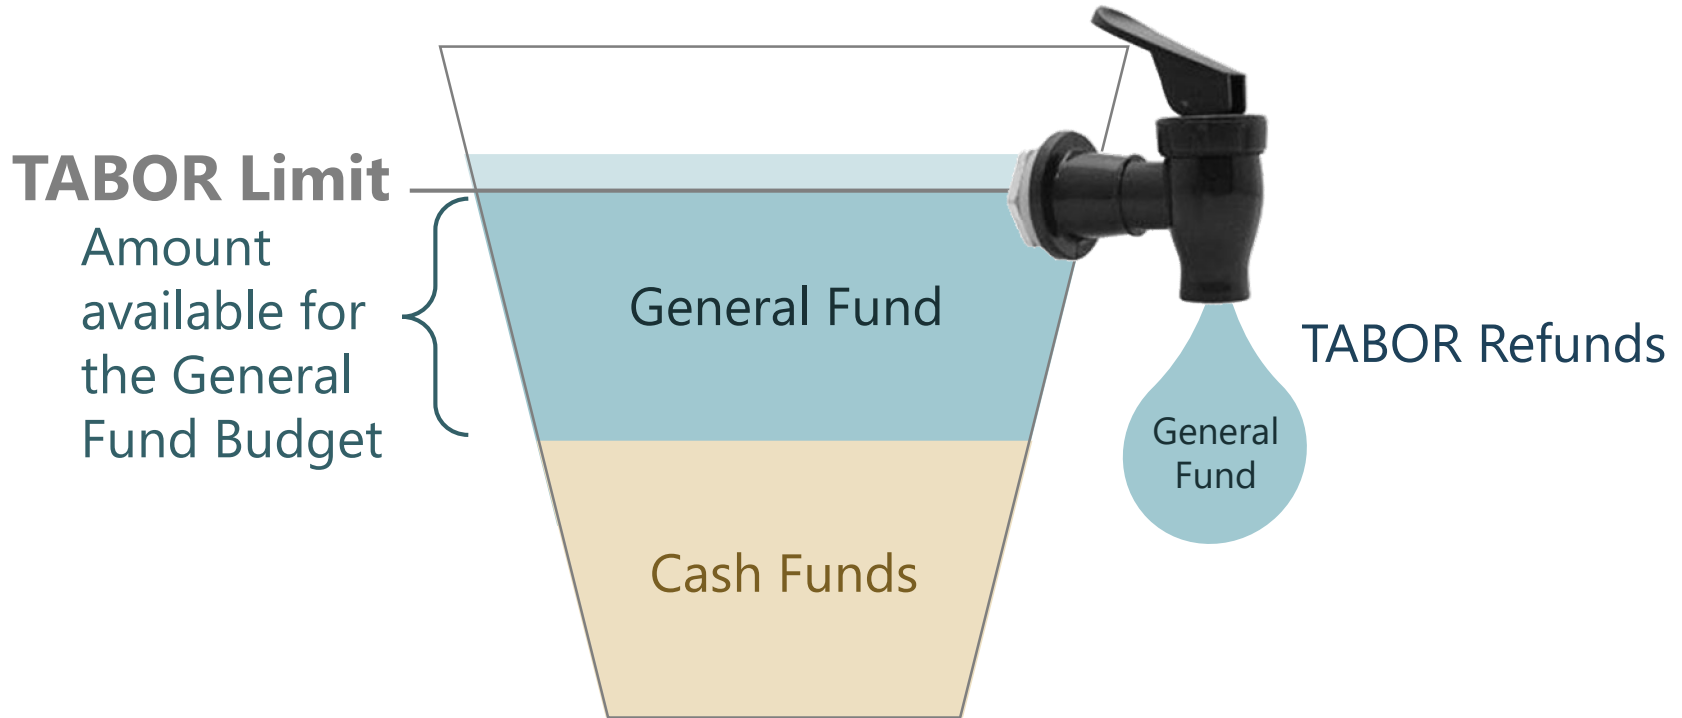 TABOR Limit
Amount
available for
the General
Fund Budget
General Fund
Cash Funds
TABOR Refunds
General
Fund